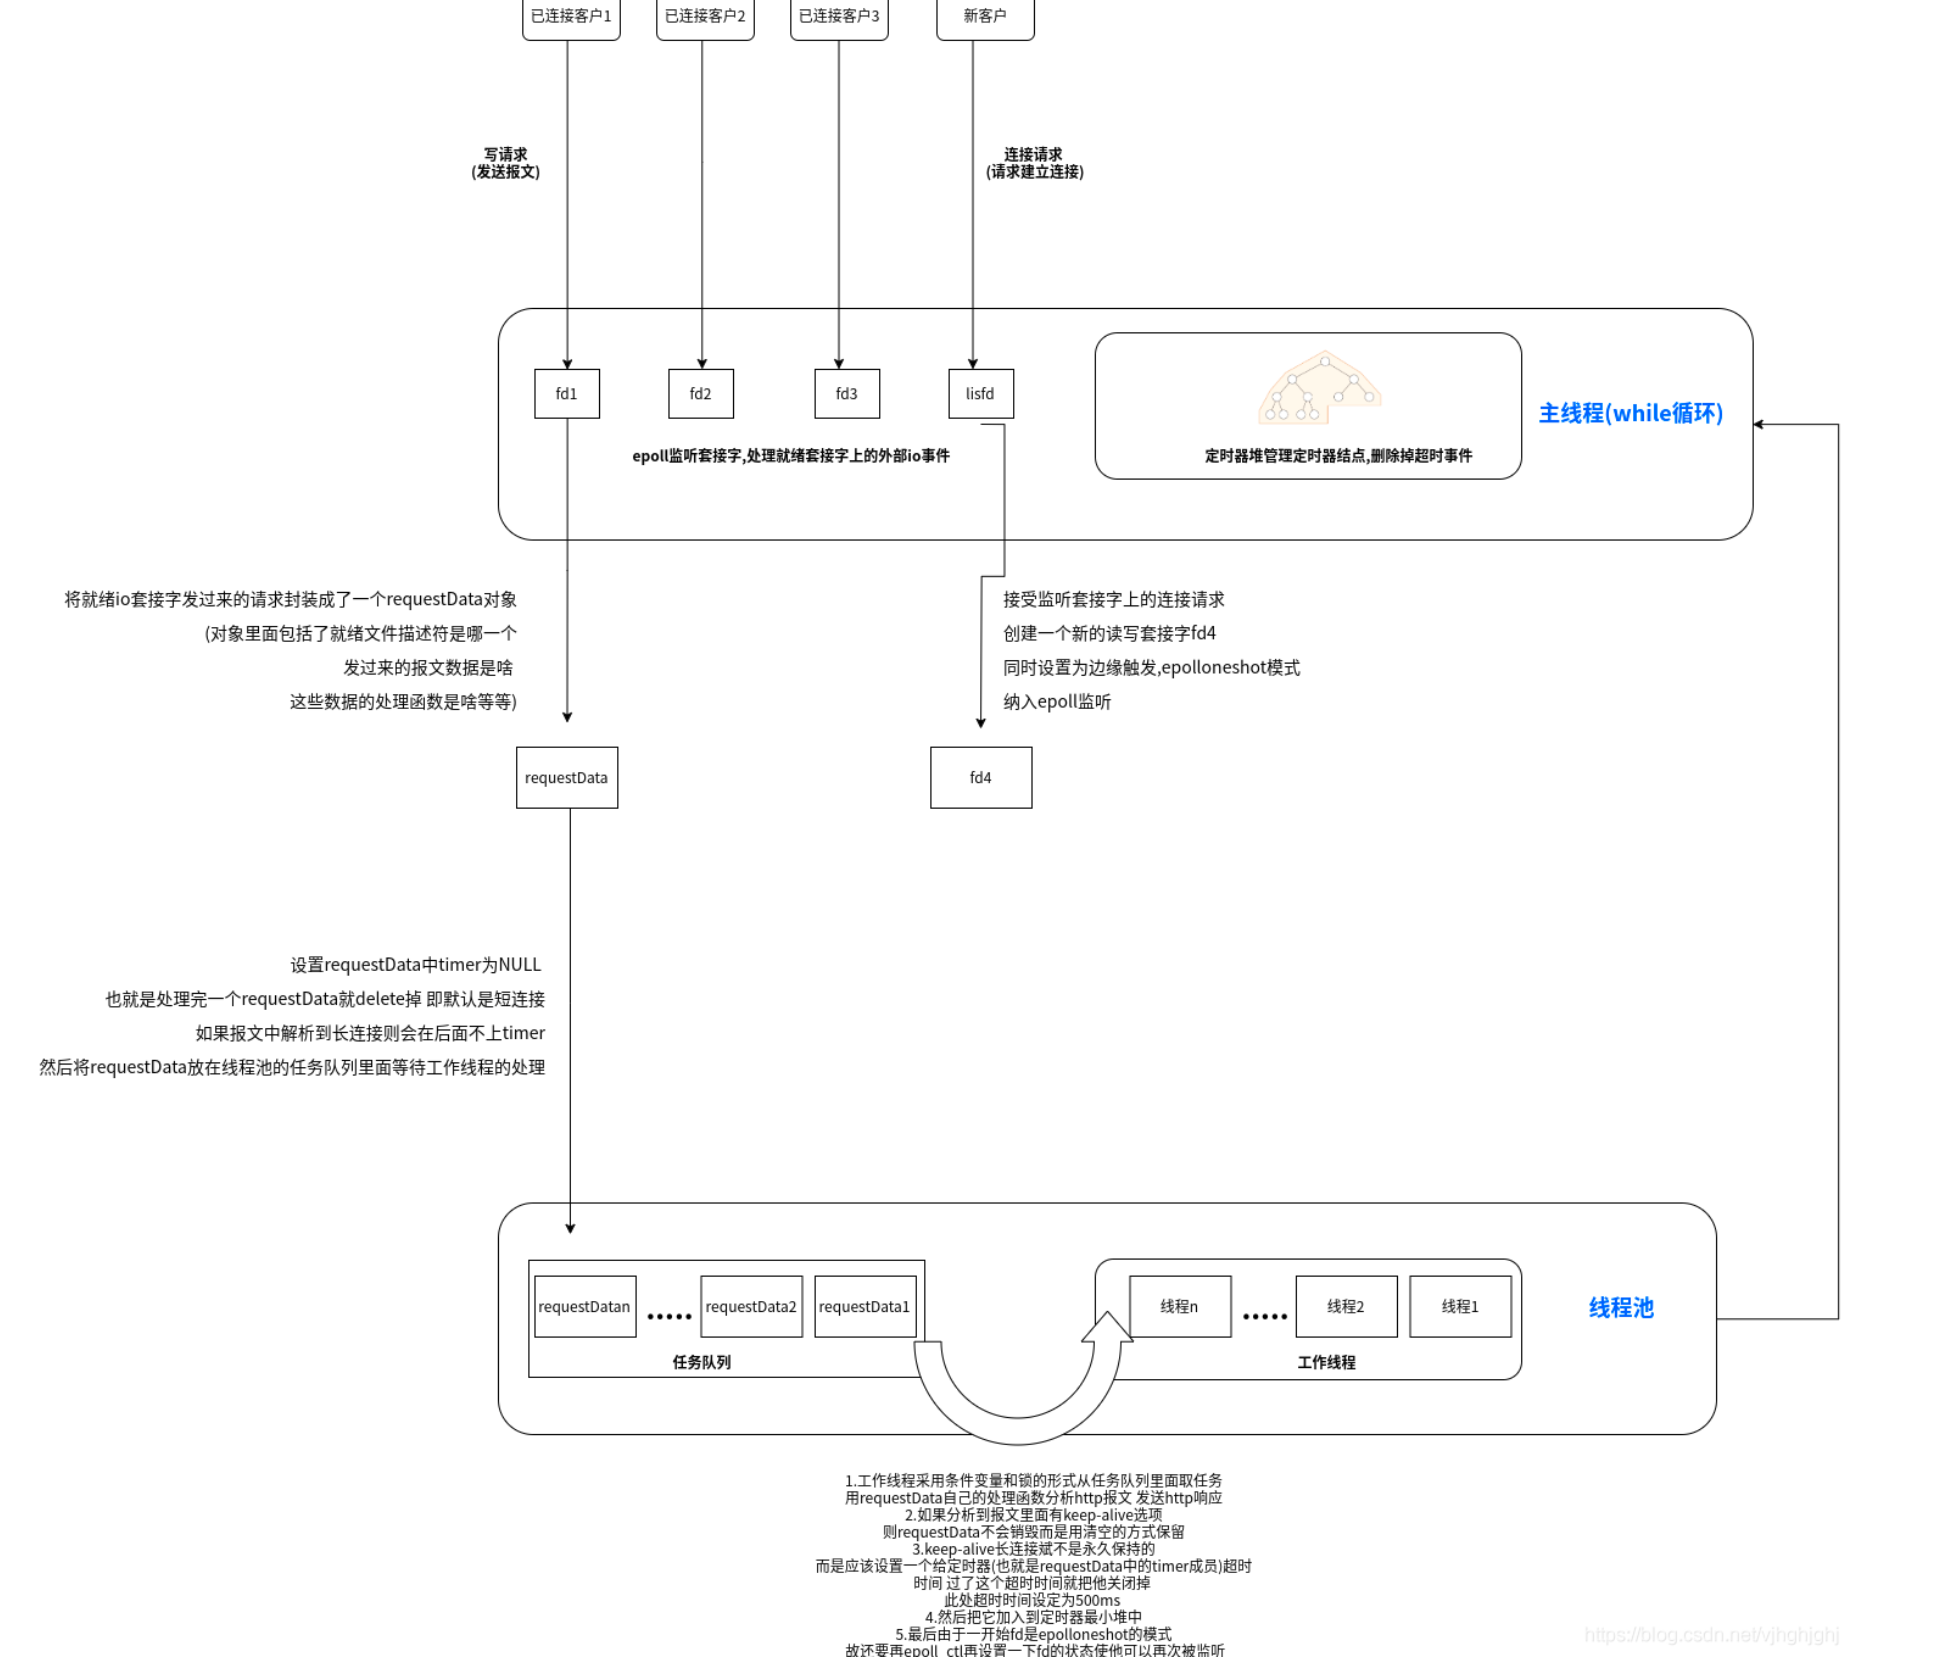 已连接客户1
已连接客户2
已连接客户3
新客户
写请求
(发送报文)
连接请求
(请求建立连接)
fd1
fd2
fd3
lisfd
epoll监听套接字,处理就绪套接字上的外部io事件
定时器堆管理定时器结点,删除掉超时事件
主线程(while循环)
将就绪io套接字发过来的请求封装成了一个requestData对象
(对象里面包括了就绪文件描述符是哪一个
发过来的报文数据是啥
这些数据的处理函数是啥等等)
接受监听套接字上的连接请求
创建一个新的读写套接字fd4
同时设置为边缘触发,epolloneshot模式
纳入epoll监听
requestData
fd4
设置requestData中timer为NULL
也就是处理完一个requestData就delete掉 即默认是短连接
如果报文中解析到长连接则会在后面不上timer
然后将requestData放在线程池的任务队列里面等待工作线程的处理
requestDatan
requestData2
requestData1
任务队列
线程n
线程2
线程1
工作线程
线程池
1.工作线程采用条件变量和锁的形式从任务队列里面取任务
用requestData自己的处理函数分析http报文 发送http响应
2.如果分析到报文里面有keep-alive选项
则requestData不会销毁而是用清空的方式保留
3.keep-alive长连接斌不是永久保持的
而是应该设置一个给定时器(也就是requestData中的timer成员)超时
时间 过了这个超时时间就把他关闭掉
此处超时时间设定为500ms
4.然后把它加入到定时器最小堆中
5.最后由于一开始fd是epolloneshot的模式
故还要再epoll_ctl再设置一下fd的状态使他可以再次被监听
https://blog.csdn.net/vjhghjghj